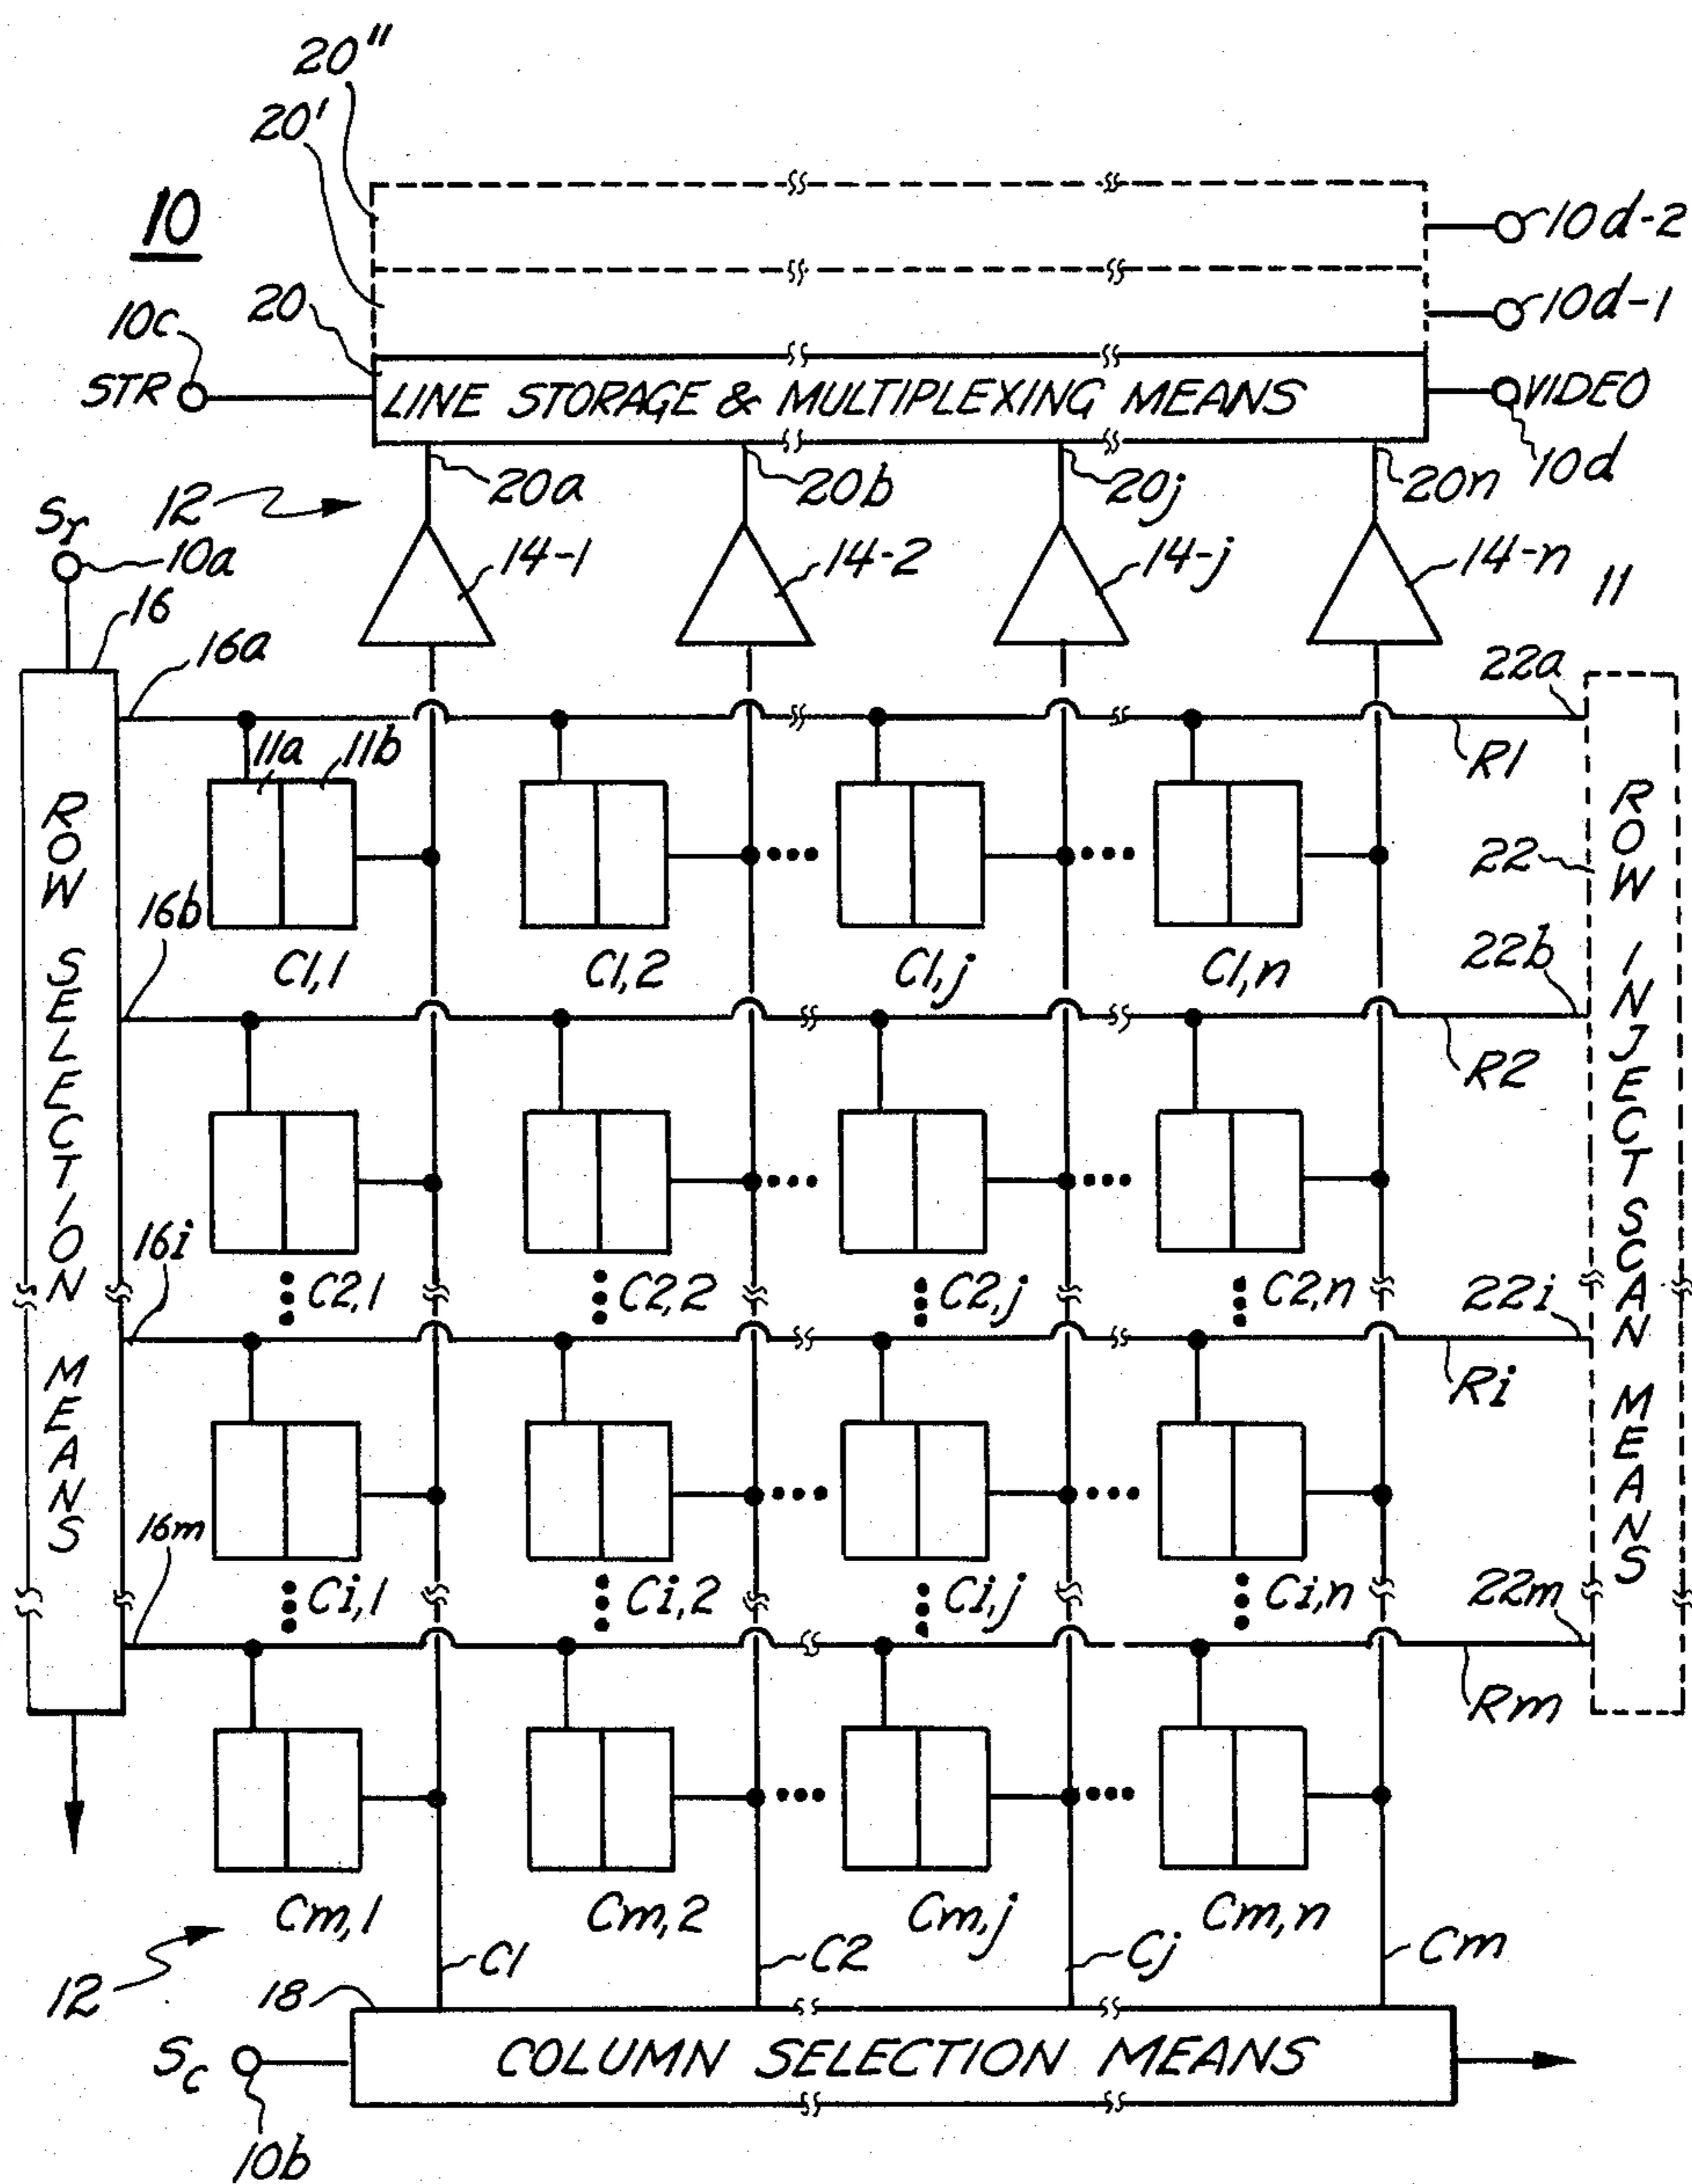 20"
20'
10
10d-2
10d-1
10c
20
STR
LINE STORAGE & MULTIPLEXING MEANS
VIDEO
10d
20a
20b
20j
20n
12
Sr
10a
14-1
14-2
14-j
14-n
11
16
16a
22a
R1
11a
11b
ROW SELECTION MEANS
ROW INJECT SCAN MEANS
22
16b
C1,1
C1,2
C1,j
C1,n
22b
R2
16i
C2,1
C2,2
C2,j
C2,n
22i
Ri
16m
Ci,1
Ci,2
Ci,j
Ci,n
22m
Rm
Cm,1
Cm,2
Cm,j
Cm,n
12
C1
C2
Cj
Cm
18
Sc
COLUMN SELECTION MEANS
10b